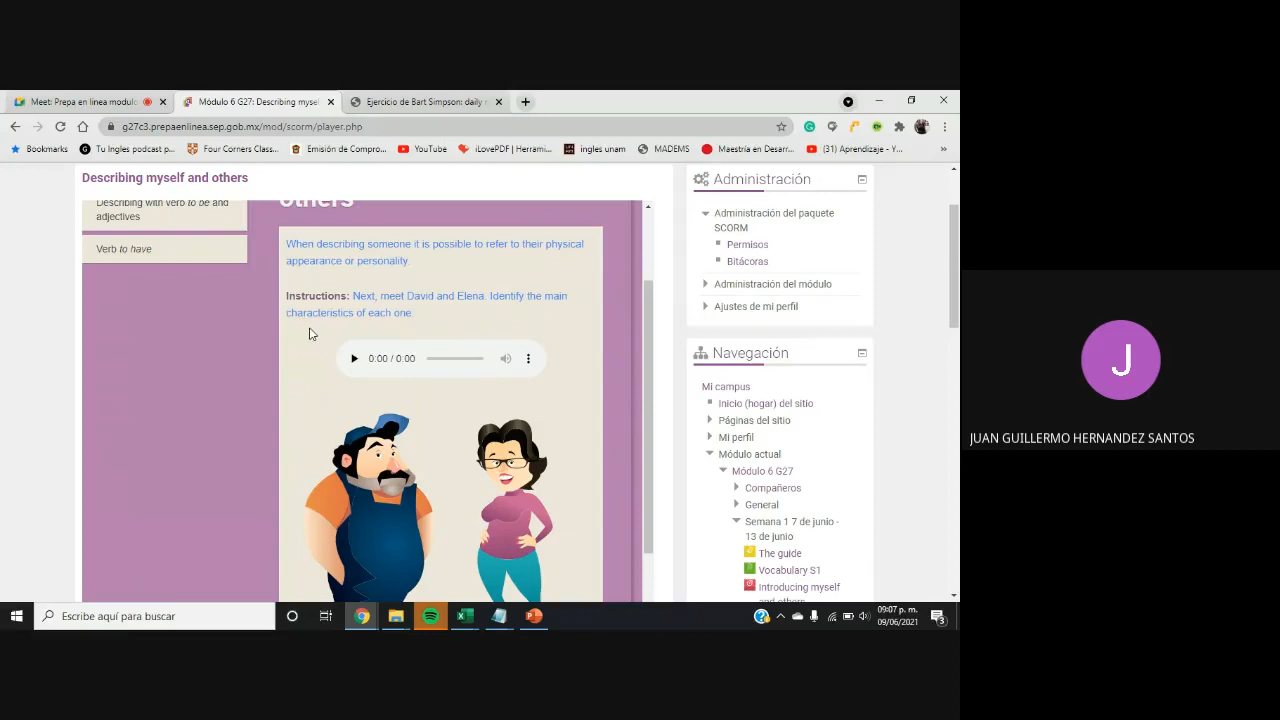 Meet: Prepa en linea modulo
Módulo 6 G27: Describing mysel
Ejercicio de Bart Simpson: daily r
g27c3.prepaenlinea.sep.gob.mx/mod/scorm/player.php
Bookmarks
Tu Ingles podcast p...
Four Corners Class...
Emisión de Compro...
YouTube
iLovePDF | Herrami...
ingles unam
MADEMS
Maestría en Desarr...
(31) Aprendizaje - Y...
»
Describing myself and others
Describing with verb to be and
adjectives
Verb to have
others
When describing someone it is possible to refer to their physical
appearance or personality.
Instructions: Next, meet David and Elena. Identify the main
characteristics of each one.
0:00 / 0:00
Administración
Administración del paquete
SCORM
Permisos
Bitácoras
Administración del módulo
Ajustes de mi perfil
Navegación
Mi campus
Inicio (hogar) del sitio
Páginas del sitio
Mi perfil
Módulo actual
Módulo 6 G27
Compañeros
General
Semana 1 7 de junio -
13 de junio
The guide
Vocabulary S1
Introducing myself
and others
J
JUAN GUILLERMO HERNANDEZ SANTOS
Escribe aquí para buscar
09:07 p. m.
09/06/2021
3